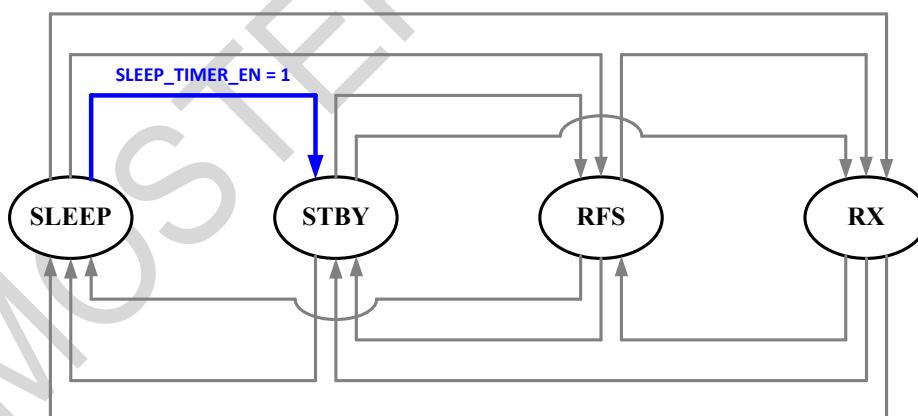 SLEEP_TIMER_EN = 1
SLEEP STBY RFS RX